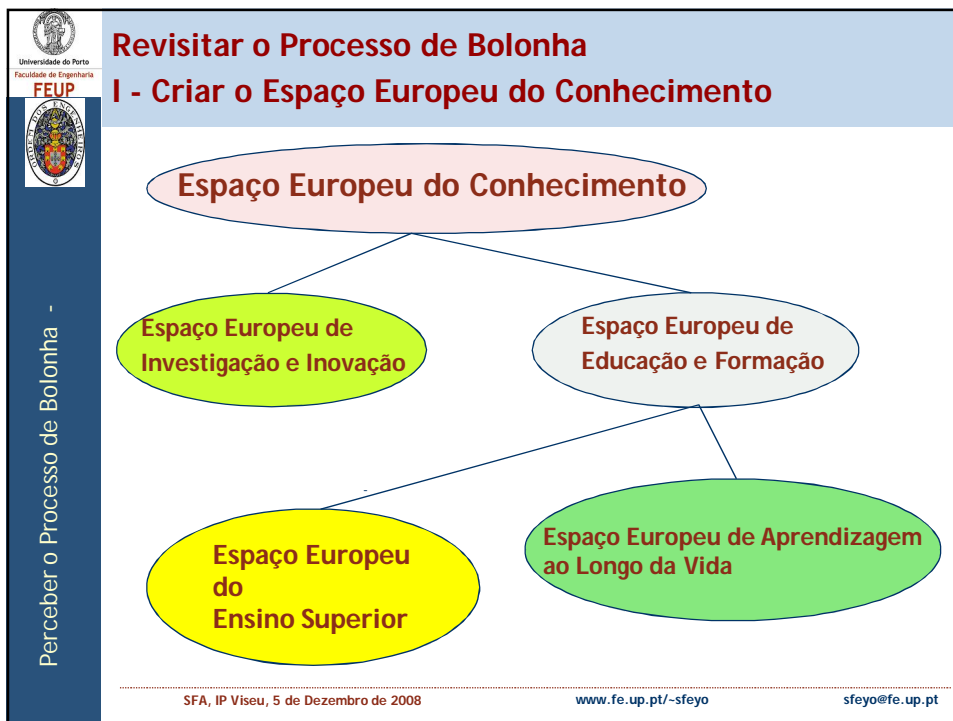 Universidade do Porto
Faculdade de Engenharia
FEUP
ORDEM DOS ENGENHEIROS
Perceber o Processo de Bolonha -
Revisitar o Processo de Bolonha
I - Criar o Espaço Europeu do Conhecimento
Espaço Europeu do Conhecimento
Espaço Europeu de
Investigação e Inovação
Espaço Europeu de
Educação e Formação
Espaço Europeu
do
Ensino Superior
Espaço Europeu de Aprendizagem
ao Longo da Vida
SFA, IP Viseu, 5 de Dezembro de 2008
www.fe.up.pt/~sfeyo
sfeyo@fe.up.pt